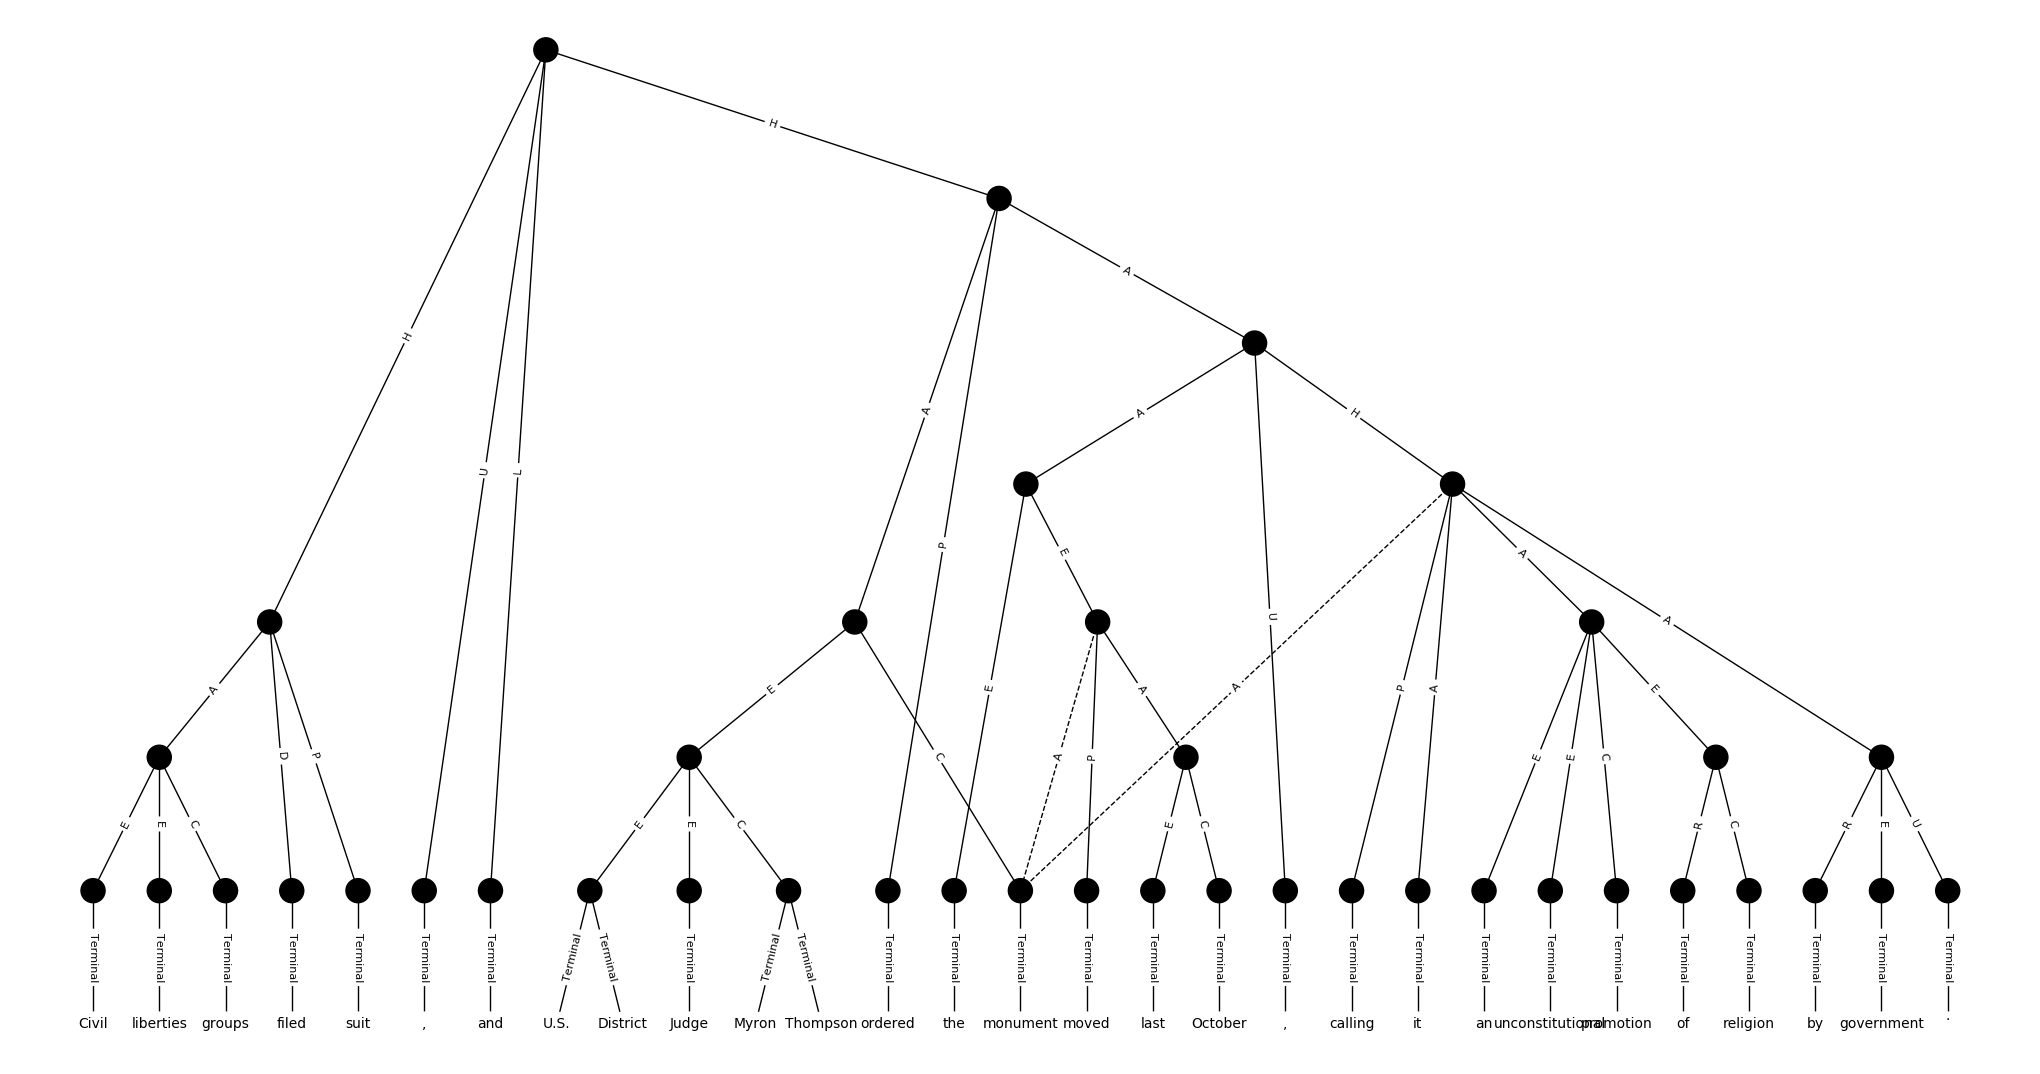 H
A
H
A
A
H
U
L
A
P
E
A
U
A
A
E
P
A
A
E
A
E
A
D
P
C
A
P
E
E
C
E
E
C
E
E
C
E
C
R
C
R
E
U
Terminal Terminal Terminal Terminal Terminal Terminal Terminal Terminal Terminal Terminal Terminal Terminal Terminal Terminal Terminal Terminal Terminal Terminal Terminal Terminal Terminal Terminal Terminal Terminal Terminal Terminal Terminal Terminal Terminal
Civil liberties groups filed suit , and U.S. District Judge Myron Thompson ordered the monument moved last October , calling it an unconstitutional promotion of religion by government .